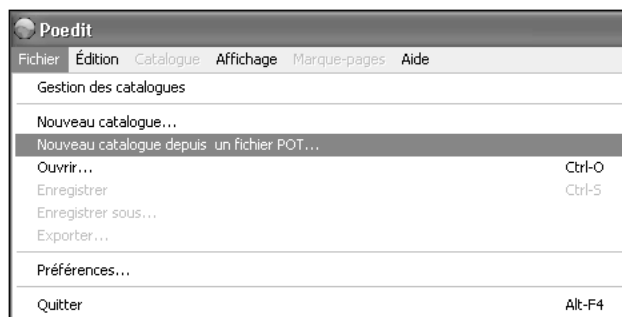 Poedit
Fichier Édition Catalogue Affichage Marque-pages Aide
Gestion des catalogues
Nouveau catalogue...
Nouveau catalogue depuis un fichier POT...
Ouvrir... Ctrl-O
Enregistrer Ctrl-S
Enregistrer sous...
Exporter...
Préférences...
Quitter Alt-F4